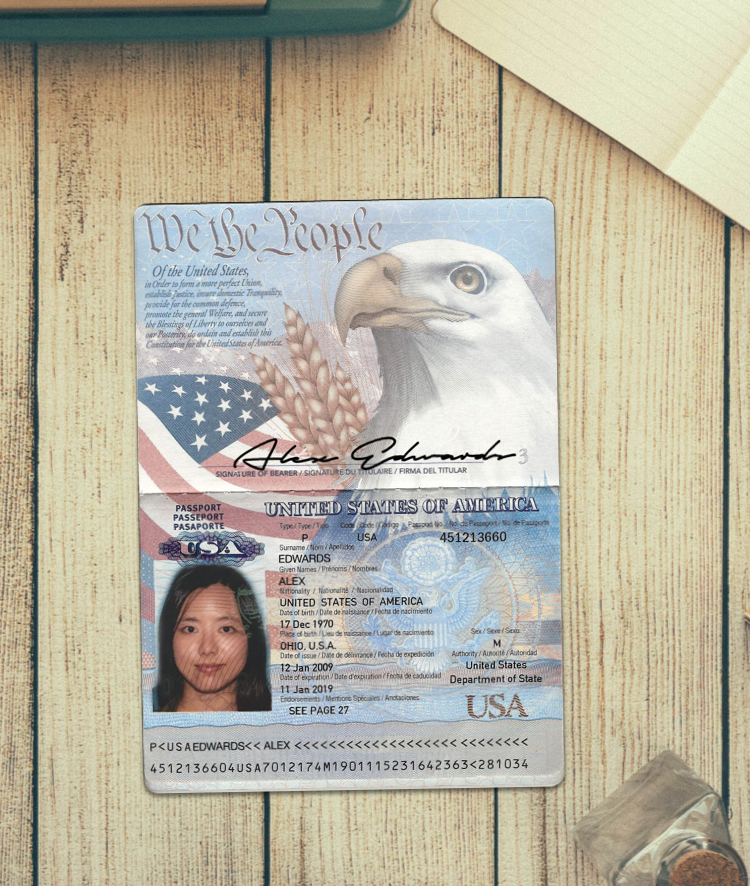 We the People
Of the United States,
in Order to form a more perfect Union,
establish Justice, insure domestic Tranquility,
provide for the common defence,
promote the general Welfare, and secure
the Blessings of Liberty to ourselves and
our Posterity, do ordain and establish this
Constitution for the United States of America.
Alex Edwards 3
SIGNATURE OF BEARER / SIGNATURE DU TITULAIRE / FIRMA DEL TITULAR
PASSPORT
PASSEPORT
PASAPORTE
USA
UNITED STATES OF AMERICA
Type / Type / Tipo Code / Code / Código Passport No. / No. de Passeport / No. de Pasaporte
P USA 451213660
Surname / Nom / Apellidos
EDWARDS
Given Names / Prénoms / Nombres
ALEX
Nationality / Nationalité / Nacionalidad
UNITED STATES OF AMERICA
Date of birth / Date de naissance / Fecha de nacimiento
17 Dec 1970
Place of birth / Lieu de naissance / Lugar de nacimiento Sex / Sexe / Sexo
OHIO, U.S.A. M
Date of issue / Date de délivrance / Fecha de expedición Authority / Autorité / Autoridad
12 Jan 2009 United States
Date of expiration / Date d'expiration / Fecha de caducidad Department of State
11 Jan 2019
Endorsements / Mentions Spéciales / Anotaciones
SEE PAGE 27 USA
P<USAEDWARDS<< ALEX <<<<<<<<<<<<<<<<<<< <<<<<<<<
4512136604USA7012174M1901115231642363<281034